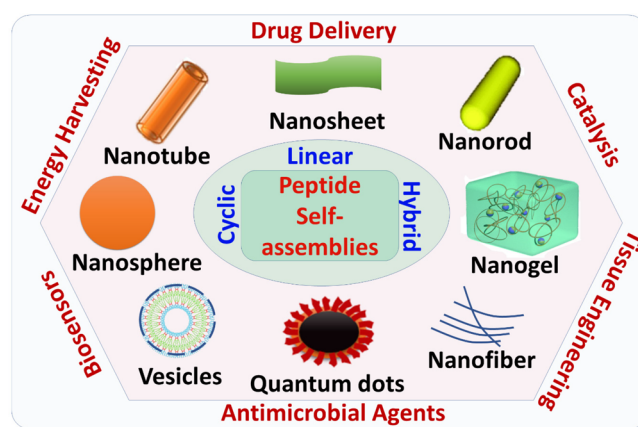 Drug Delivery
Energy Harvesting
Catalysis
Nanotube
Nanosheet
Nanorod
Linear
Cyclic
Peptide
Self-
assemblies
Hybrid
Nanosphere
Nanogel
Biosensors
Tissue Engineering
Vesicles
Quantum dots
Nanofiber
Antimicrobial Agents